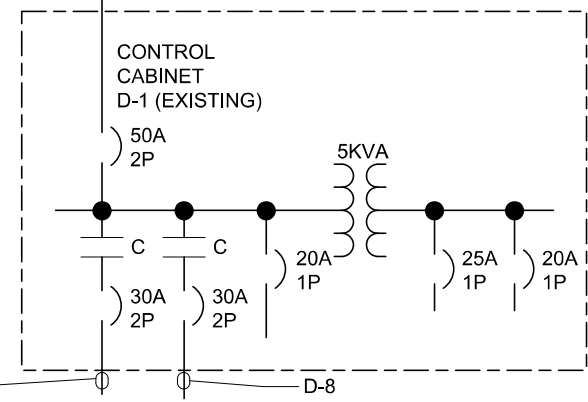 CONTROL
CABINET
D-1 (EXISTING)
50A
2P
5KVA
C
C
20A
1P
25A
1P
20A
1P
30A
2P
30A
2P
D-8